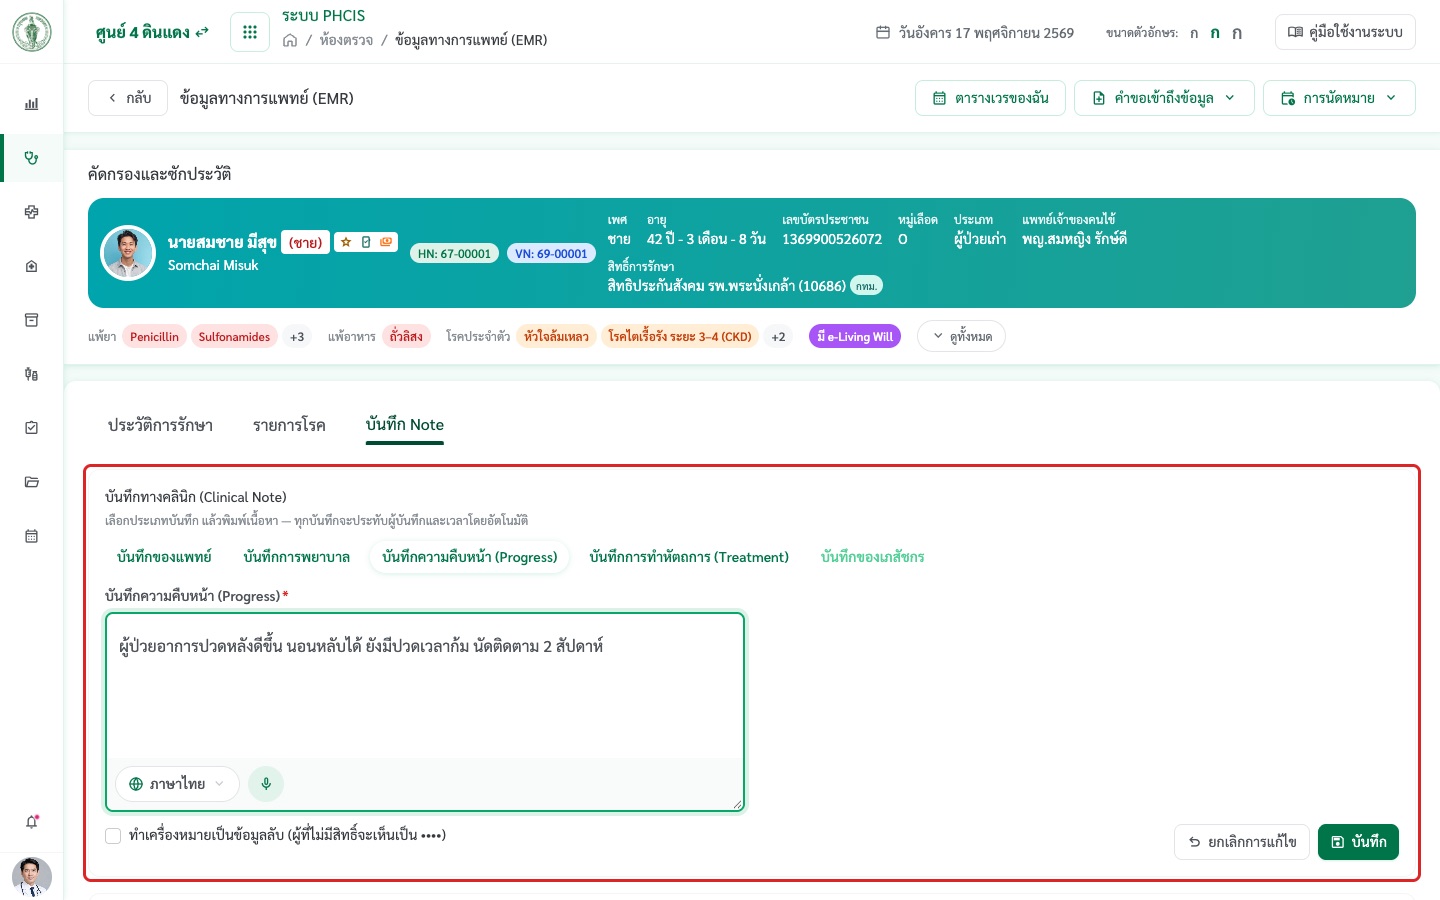 ศูนย์ 4 ดินแดง
ระบบ PHCIS
/ ห้องตรวจ / ข้อมูลทางการแพทย์ (EMR)
วันอังคาร 17 พฤศจิกายน 2569
ขนาดตัวอักษร: ก ก ก
คู่มือใช้งานระบบ
กลับ
ข้อมูลทางการแพทย์ (EMR)
ตารางเวรของฉัน
คำขอเข้าถึงข้อมูล
การนัดหมาย
คัดกรองและซักประวัติ
นายสมชาย มีสุข (ชาย)
Somchai Misuk
HN: 67-00001
VN: 69-00001
เพศ อายุ เลขบัตรประชาชน หมู่เลือด ประเภท แพทย์เจ้าของคนไข้
ชาย 42 ปี - 3 เดือน - 8 วัน 1369900526072 O ผู้ป่วยเก่า พญ.สมหญิง รักษ์ดี
สิทธิ์การรักษา
สิทธิประกันสังคม รพ.พระนั่งเกล้า (10686) กทม.
แพ้ยา Penicillin Sulfonamides +3 แพ้อาหาร ถั่วลิสง โรคประจำตัว หัวใจล้มเหลว โรคไตเรื้อรัง ระยะ 3–4 (CKD) +2 มี e-Living Will ดูทั้งหมด
ประวัติการรักษา รายการโรค บันทึก Note
บันทึกทางคลินิก (Clinical Note)
เลือกประเภทบันทึก แล้วพิมพ์เนื้อหา — ทุกบันทึกจะประทับผู้บันทึกและเวลาโดยอัตโนมัติ
บันทึกของแพทย์ บันทึกการพยาบาล บันทึกความคืบหน้า (Progress) บันทึกการทำหัตถการ (Treatment) บันทึกของเภสัชกร
บันทึกความคืบหน้า (Progress)*
ผู้ป่วยอาการปวดหลังดีขึ้น นอนหลับได้ ยังมีปวดเวลาก้ม นัดติดตาม 2 สัปดาห์
ภาษาไทย
ทำเครื่องหมายเป็นข้อมูลลับ (ผู้ที่ไม่มีสิทธิ์จะเห็นเป็น ••••)
ยกเลิกการแก้ไข
บันทึก